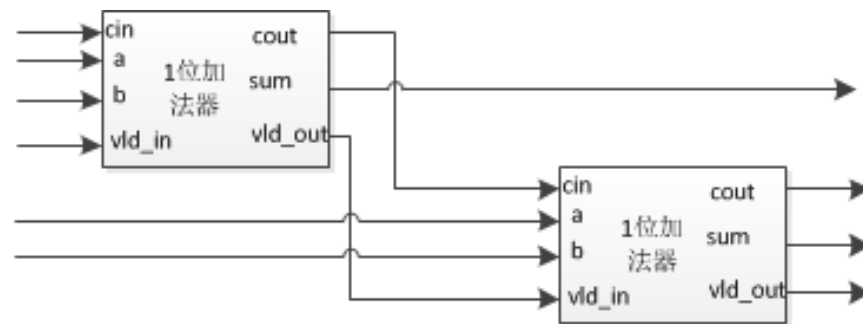 cin
cout
a
1位加
法器
sum
b
vld_in
vld_out
cin
cout
a
1位加
法器
sum
b
vld_in
vld_out